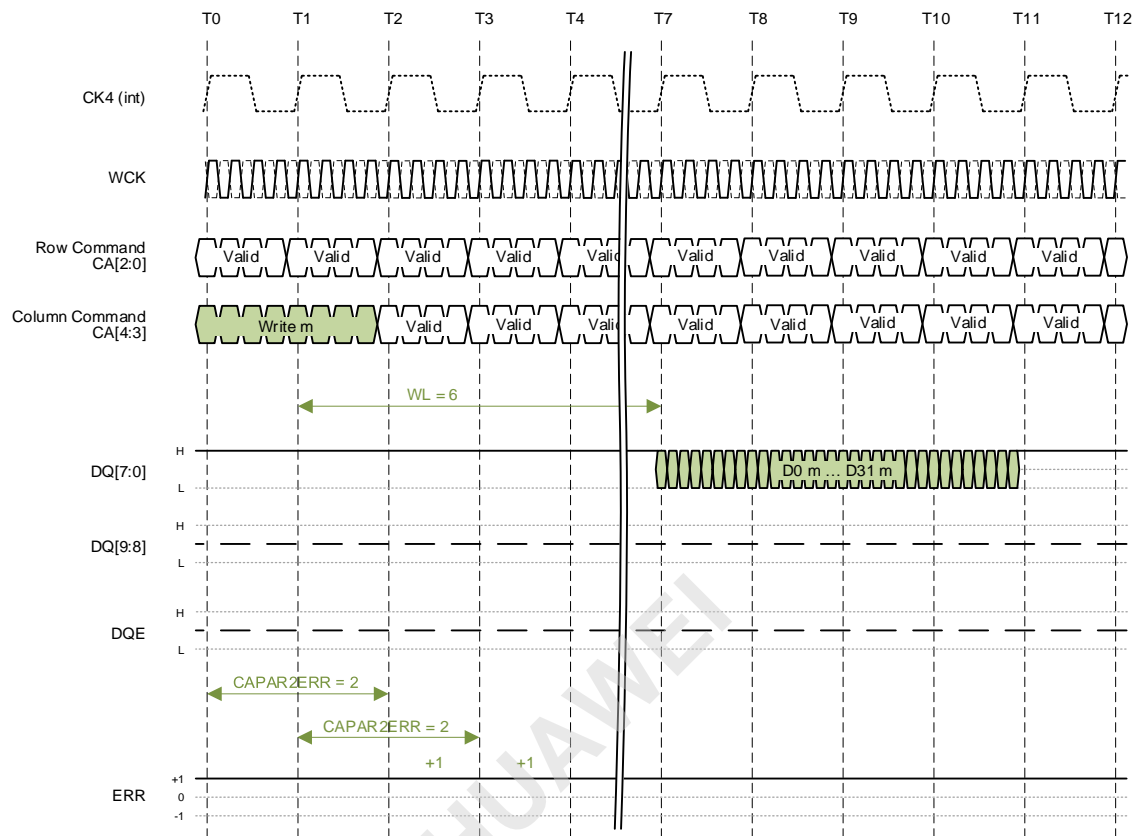 T0 T1 T2 T3 T4 T7 T8 T9 T10 T11 T12
CK4 (int)
WCK
Row Command
CA[2:0]
Valid Valid Valid Valid Valid Valid Valid Valid Valid Valid
Column Command
CA[4:3]
Write m Valid Valid Valid Valid Valid Valid Valid Valid
WL = 6
H
DQ[7:0]
D0 m ... D31 m
L
H
DQ[9:8]
L
H
DQE
L
CAPAR2ERR = 2
CAPAR2ERR = 2
+1 +1
+1
ERR
0
-1
HUAWEI